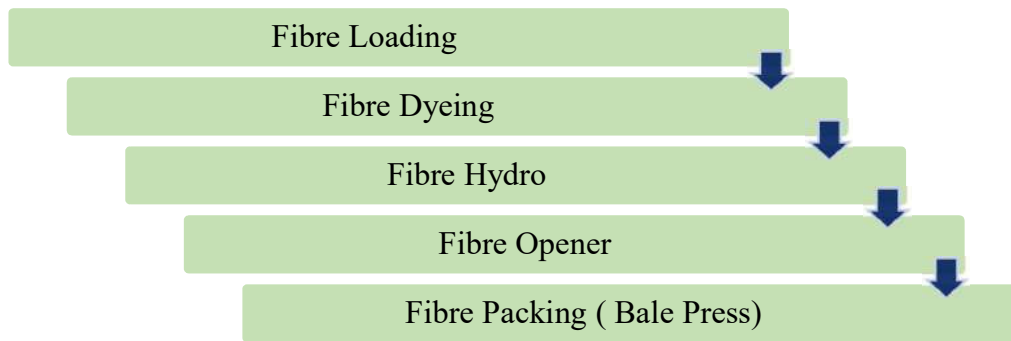 Fibre Loading
Fibre Dyeing
Fibre Hydro
Fibre Opener
Fibre Packing ( Bale Press)